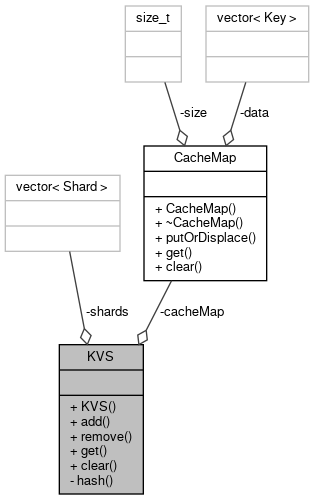 size_t
vector< Key >
-size
-data
CacheMap
+ CacheMap()
+ ~CacheMap()
+ putOrDisplace()
+ get()
+ clear()
vector< Shard >
-shards
-cacheMap
KVS
+ KVS()
+ add()
+ remove()
+ get()
+ clear()
- hash()